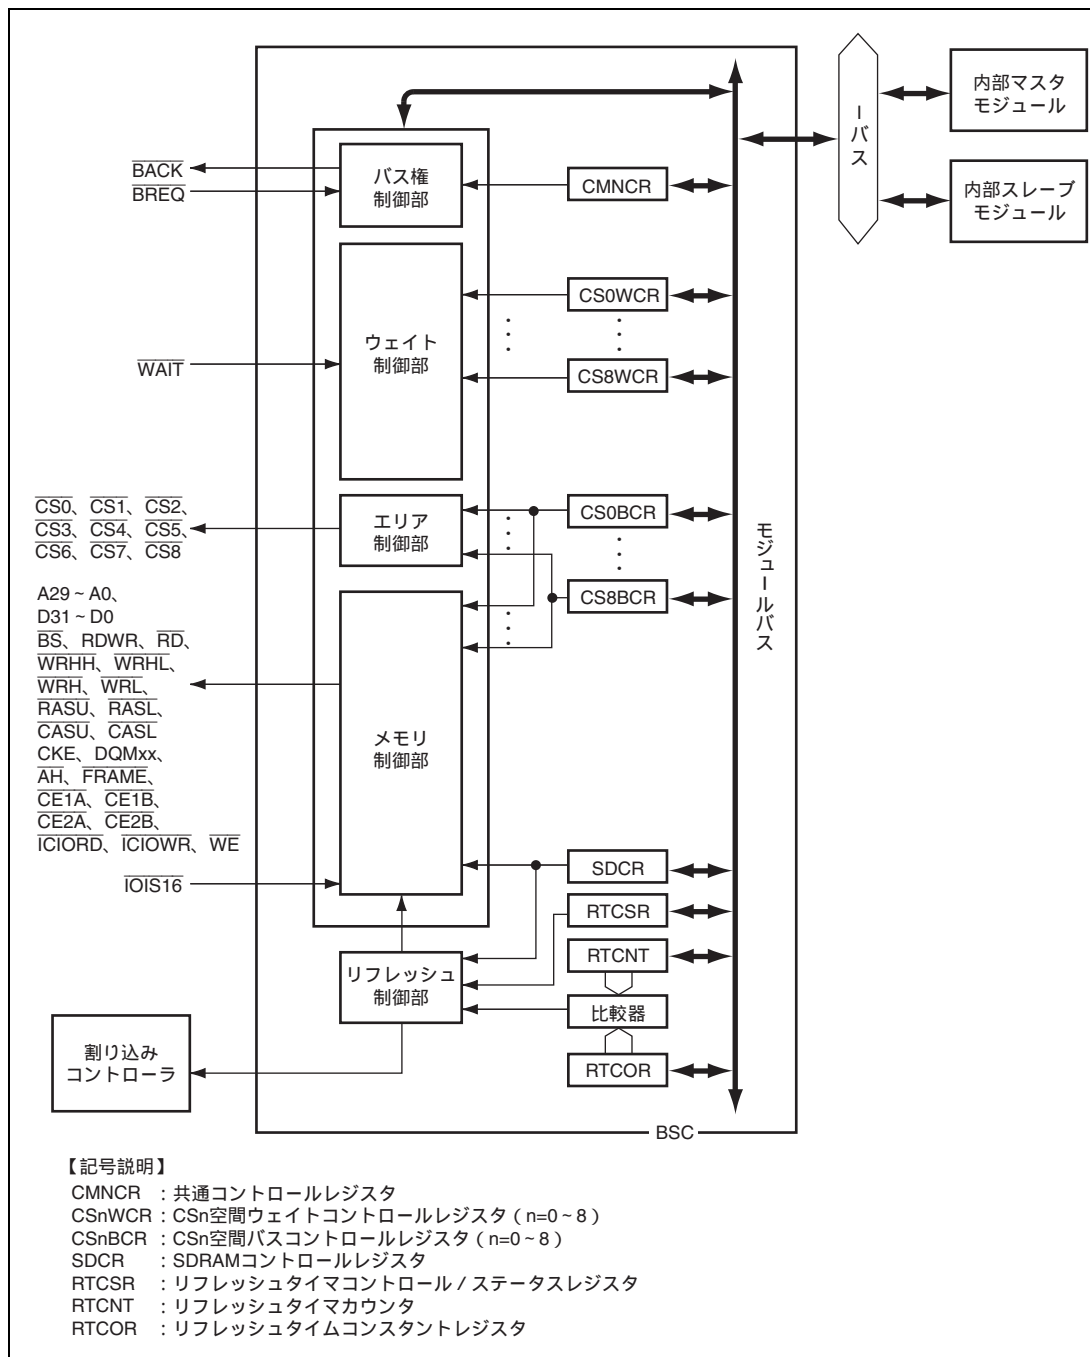 内部マスタ
モジュール
Iバス
内部スレーブ
モジュール
BACK
BREQ
バス権
制御部
CMNCR
WAIT
ウェイト
制御部
CS0WCR
CS8WCR
CS0、CS1、CS2、
CS3、CS4、CS5、
CS6、CS7、CS8
エリア
制御部
CS0BCR
CS8BCR
モジュールバス
A29~A0、
D31~D0
BS、RDWR、RD、
WRHH、WRHL、
WRH、WRL、
RASU、RASL、
CASU、CASL
CKE、DQMxx、
AH、FRAME、
CE1A、CE1B、
CE2A、CE2B、
ICIORD、ICIOWR、WE
メモリ
制御部
IOIS16
SDCR
RTCSR
RTCNT
比較器
RTCOR
リフレッシュ
制御部
割り込み
コントローラ
BSC
【記号説明】
CMNCR :共通コントロールレジスタ
CSnWCR :CSn空間ウェイトコントロールレジスタ(n=0~8)
CSnBCR :CSn空間バスコントロールレジスタ(n=0~8)
SDCR :SDRAMコントロールレジスタ
RTCSR :リフレッシュタイマコントロール / ステータスレジスタ
RTCNT :リフレッシュタイマカウンタ
RTCOR :リフレッシュタイムコンスタントレジスタ